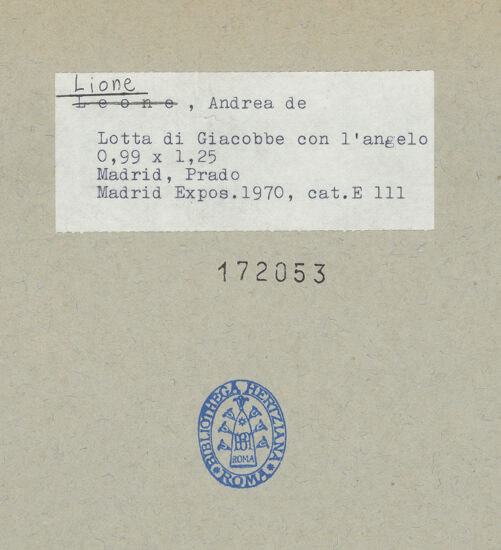 Lione
Leone, Andrea de
Lotta di Giacobbe con l'angelo
0,99 x 1,25
Madrid, Prado
Madrid Expos.1970, cat.E 111
172053
BIBLIOTHECA HERTZIANA
ROMA
* ROMA *